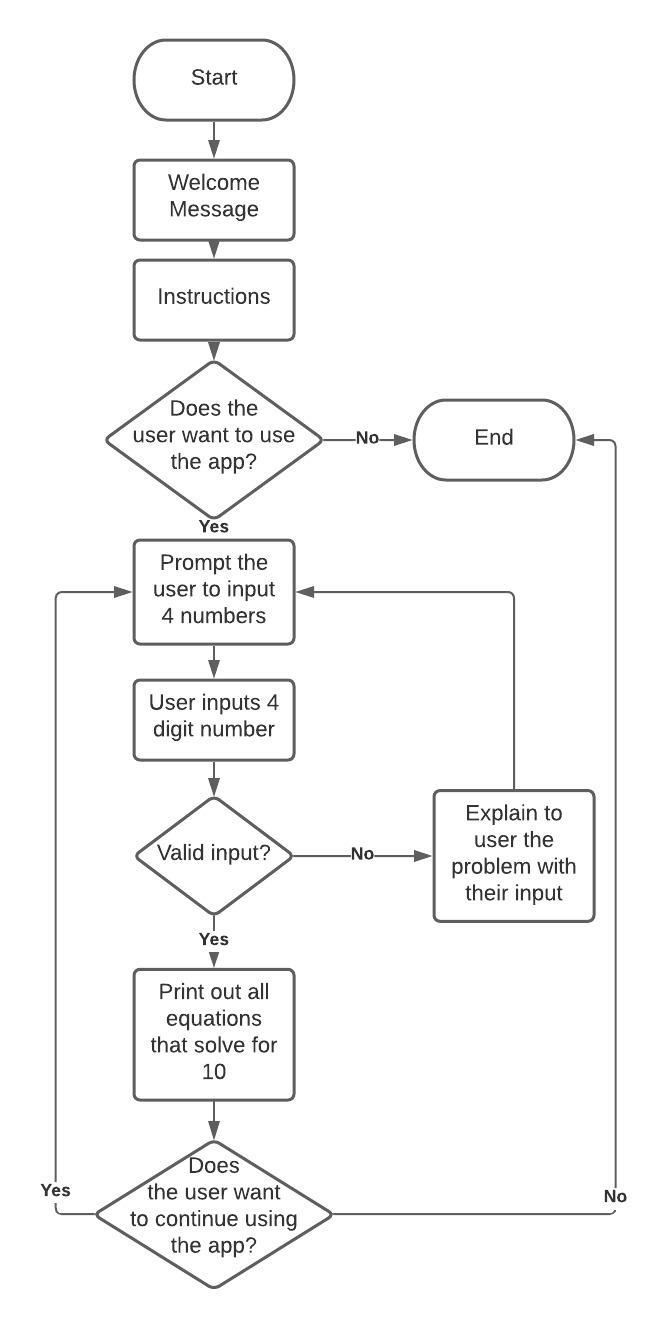 Start
Welcome
Message
Instructions
Does the
user want to use
the app?
No
End
Yes
Prompt the
user to input
4 numbers
User inputs 4
digit number
Valid input?
No
Explain to
user the
problem with
their input
Yes
Print out all
equations
that solve for
10
Does
the user want
to continue using
the app?
Yes
No